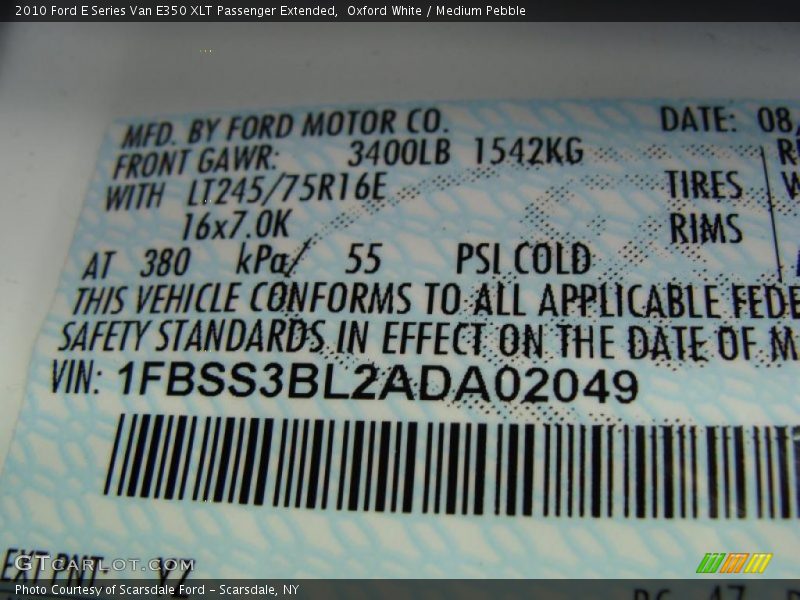 2010 Ford E Series Van E350 XLT Passenger Extended,  Oxford White / Medium Pebble
MFD. BY FORD MOTOR CO. DATE: 08
FRONT GAWR: 3400LB 1542KG
WITH LT245/75R16E TIRES
16x7.0K RIMS
AT 380 kPa/ 55 PSI COLD
THIS VEHICLE CONFORMS TO ALL APPLICABLE FEDE
SAFETY STANDARDS IN EFFECT ON THE DATE OF M
VIN: 1FBSS3BL2ADA02049
EXT PNT: YZ
GTCARLOT.COM
Photo Courtesy of Scarsdale Ford – Scarsdale, NY